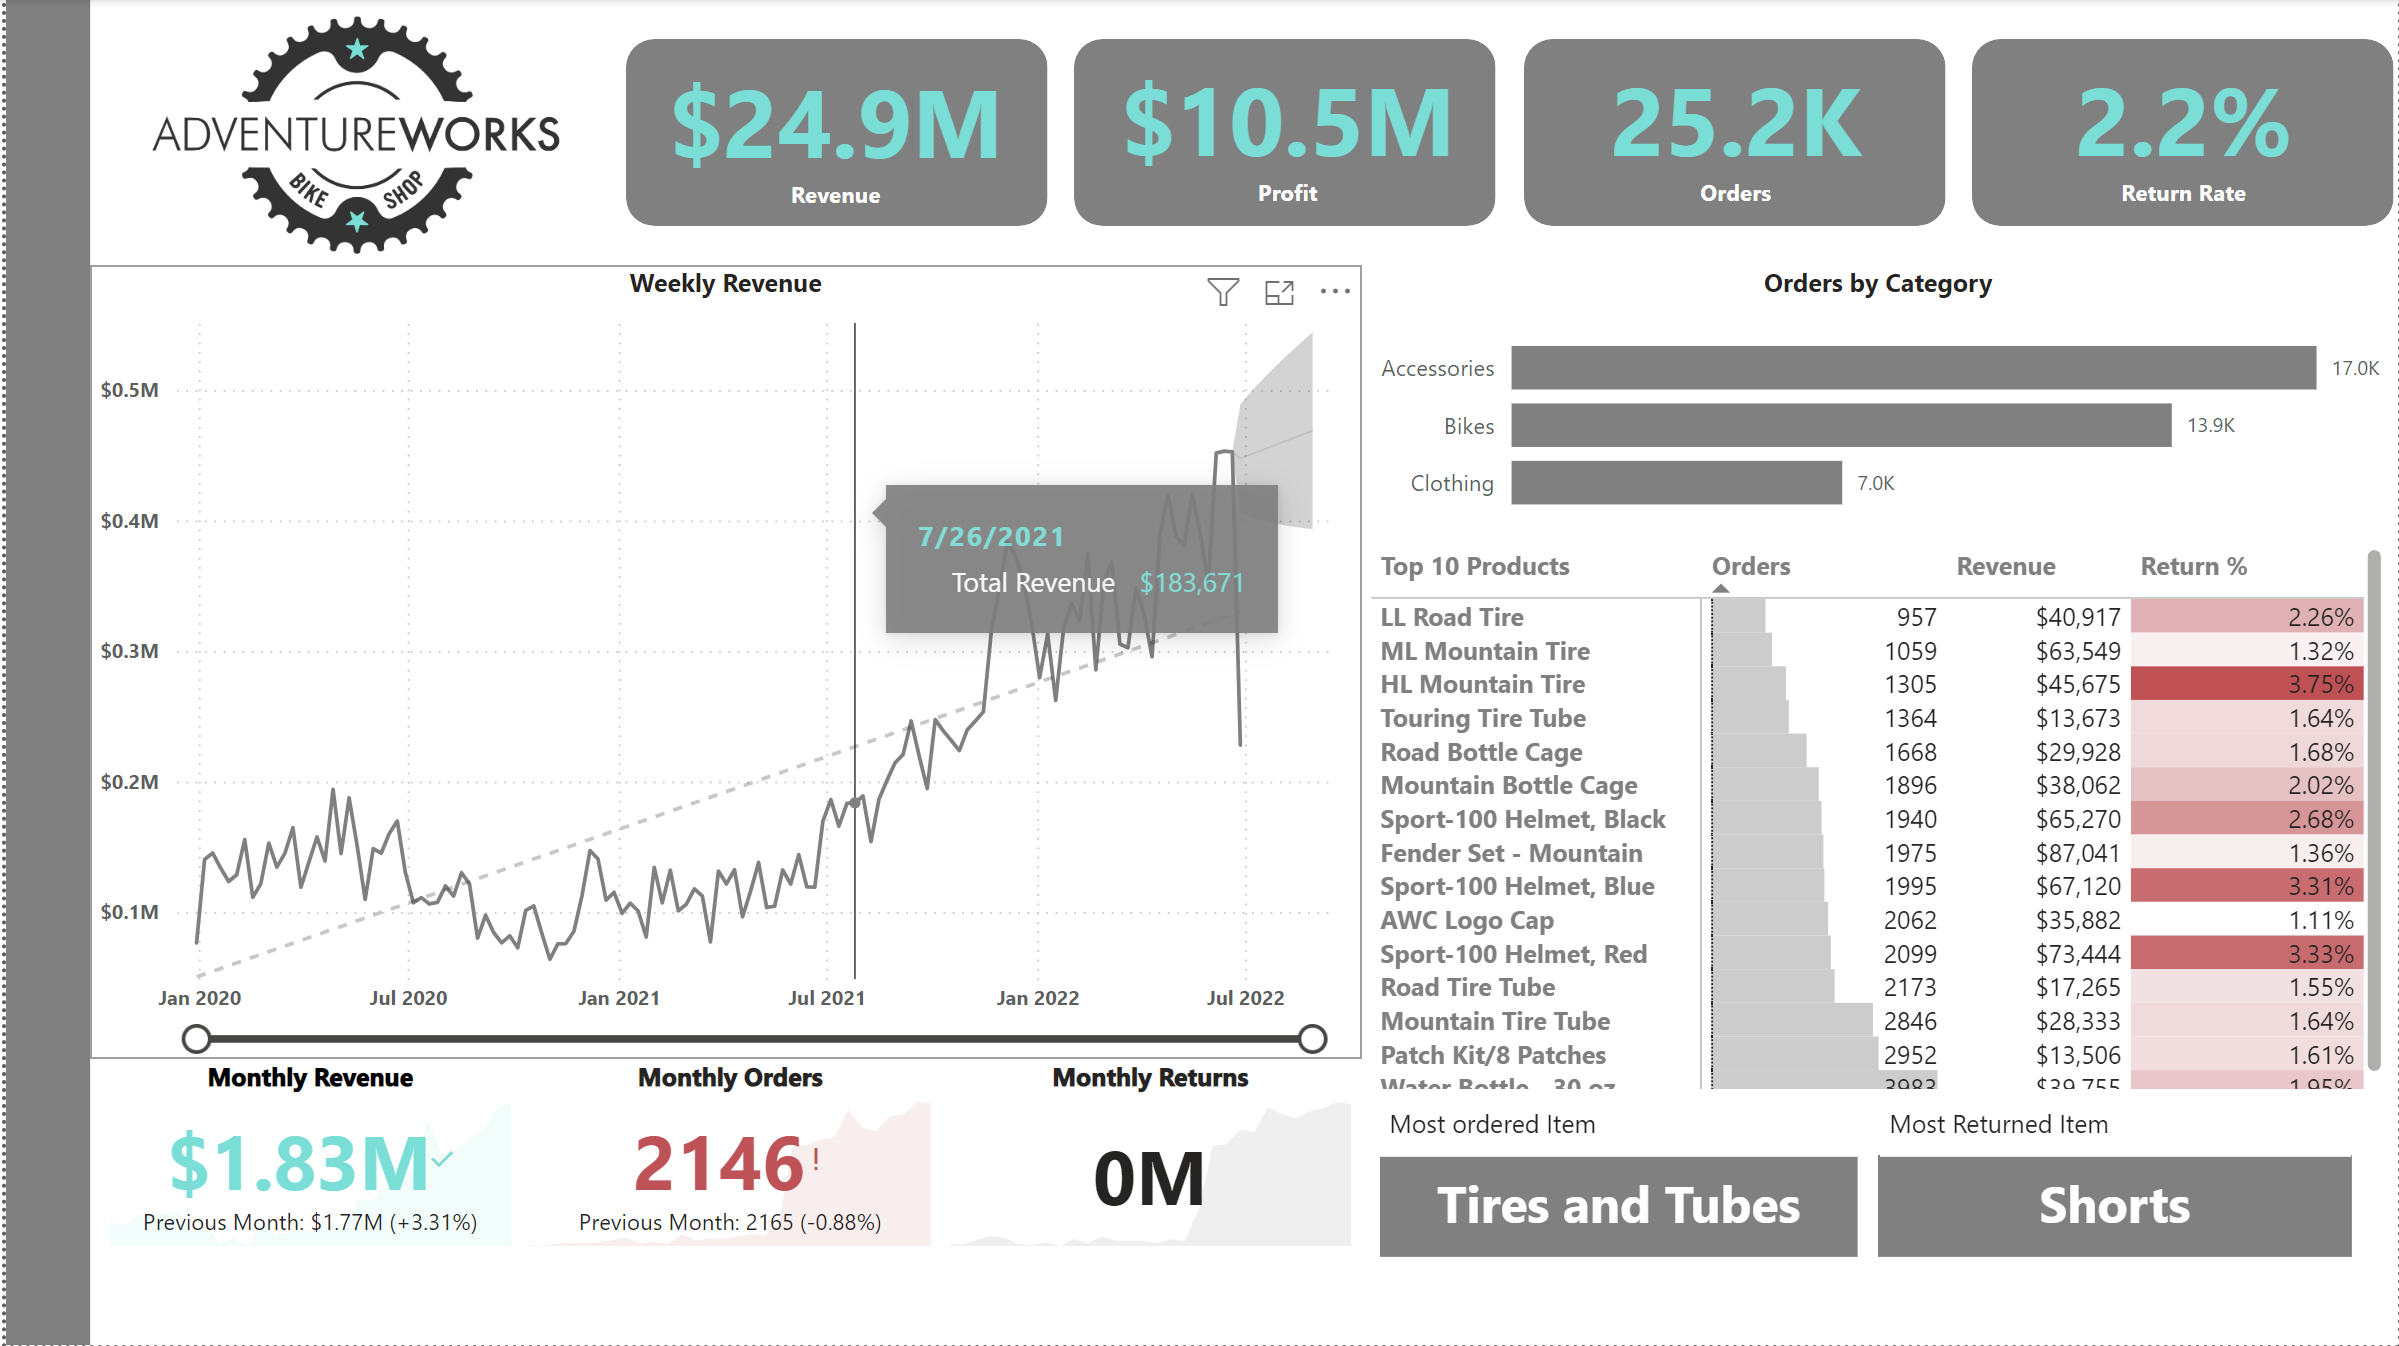 ADVENTUREWORKS
BIKE SHOP
$24.9M
Revenue
$10.5M
Profit
25.2K
Orders
2.2%
Return Rate
Weekly Revenue
$0.5M
$0.4M
$0.3M
$0.2M
$0.1M
7/26/2021
Total Revenue $183,671
Jan 2020 Jul 2020 Jan 2021 Jul 2021 Jan 2022 Jul 2022
Orders by Category
Accessories 17.0K
Bikes 13.9K
Clothing 7.0K
Top 10 Products Orders Revenue Return %
LL Road Tire 957 $40,917 2.26%
ML Mountain Tire 1059 $63,549 1.32%
HL Mountain Tire 1305 $45,675 3.75%
Touring Tire Tube 1364 $13,673 1.64%
Road Bottle Cage 1668 $29,928 1.68%
Mountain Bottle Cage 1896 $38,062 2.02%
Sport-100 Helmet, Black 1940 $65,270 2.68%
Fender Set - Mountain 1975 $87,041 1.36%
Sport-100 Helmet, Blue 1995 $67,120 3.31%
AWC Logo Cap 2062 $35,882 1.11%
Sport-100 Helmet, Red 2099 $73,444 3.33%
Road Tire Tube 2173 $17,265 1.55%
Mountain Tire Tube 2846 $28,333 1.64%
Patch Kit/8 Patches 2952 $13,506 1.61%
Water Bottle - 30 oz. 3983 $39,755 1.95%
Monthly Revenue
$1.83M
Previous Month: $1.77M (+3.31%)
Monthly Orders
2146!
Previous Month: 2165 (-0.88%)
Monthly Returns
0M
Most ordered Item
Tires and Tubes
Most Returned Item
Shorts